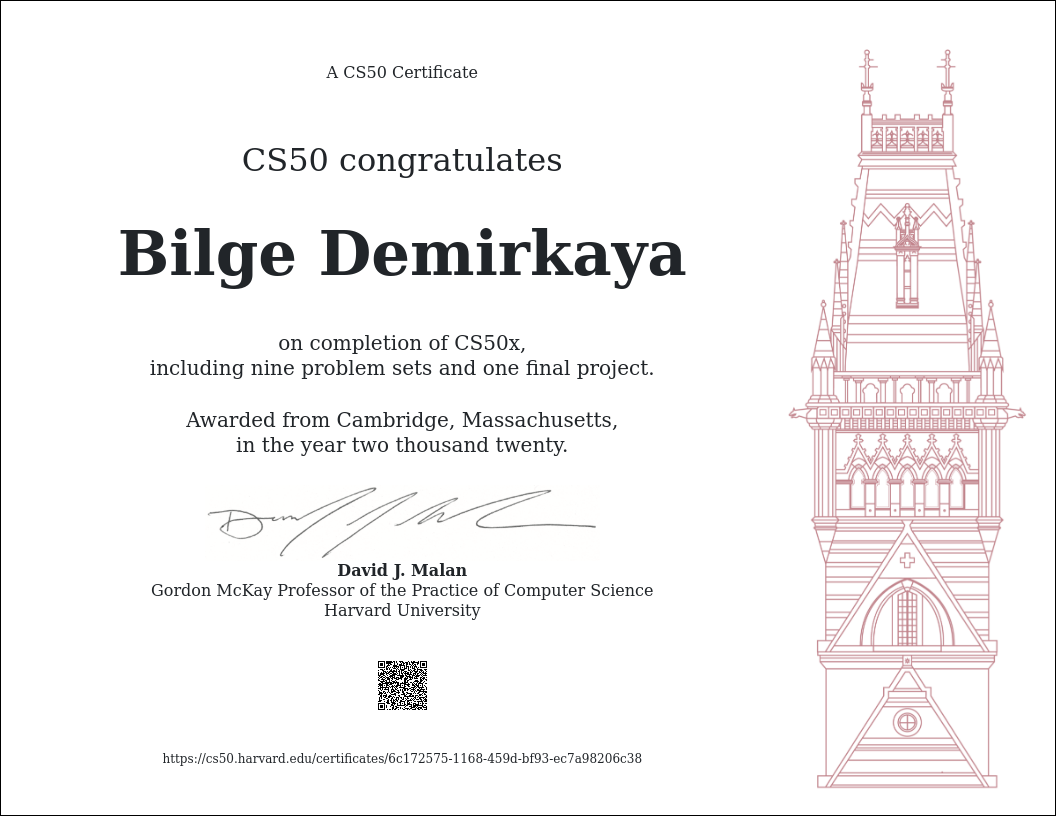 A CS50 Certificate
CS50 congratulates
Bilge Demirkaya
on completion of CS50x,
including nine problem sets and one final project.
Awarded from Cambridge, Massachusetts,
in the year two thousand twenty.
David J. Malan
Gordon McKay Professor of the Practice of Computer Science
Harvard University
https://cs50.harvard.edu/certificates/6c172575-1168-459d-bf93-ec7a98206c38